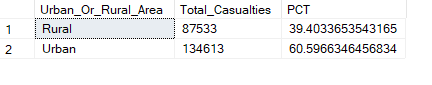 Urban_Or_Rural_Area Total_Casualties PCT
1 Rural 87533 39.4033653543165
2 Urban 134613 60.5966346456834